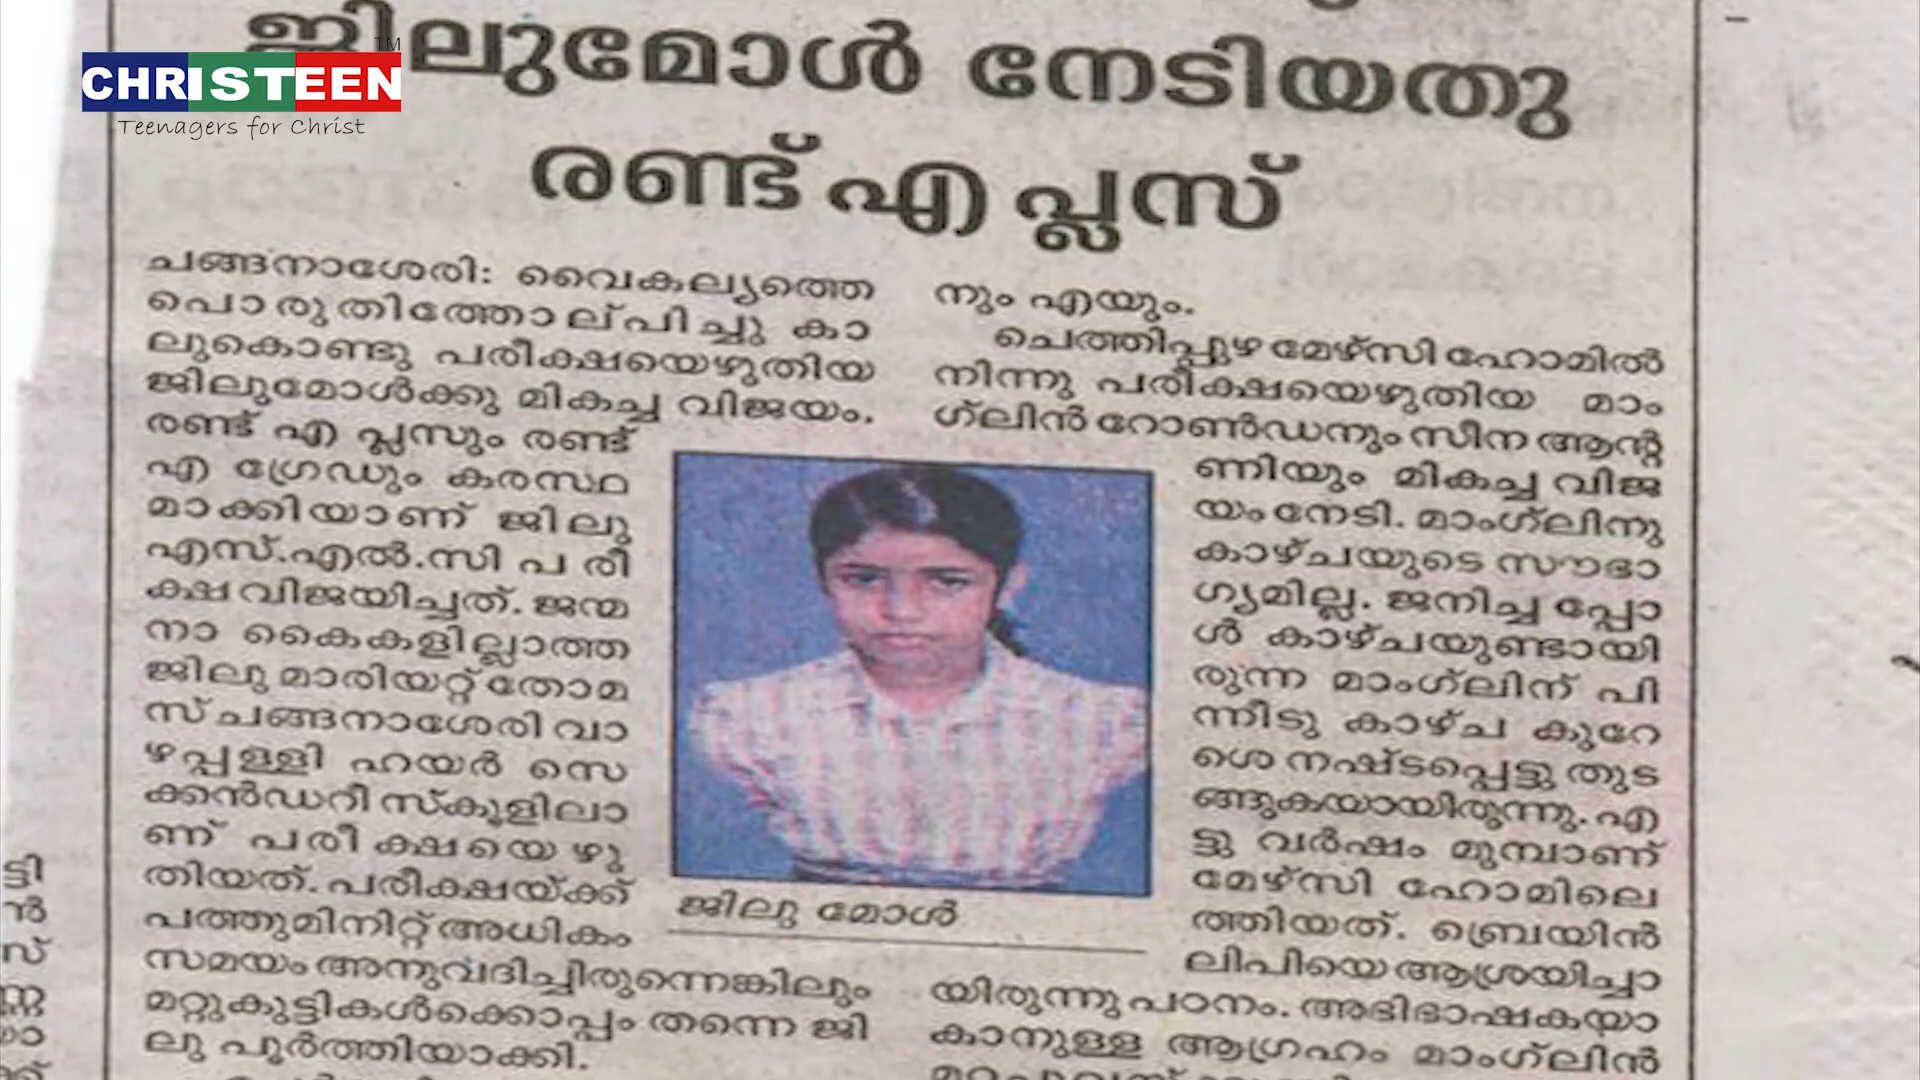 TM
CHRISTEEN
Teenagers for Christ
ജിലുമോൾ നേടിയതു
രണ്ട് എ പ്ലസ്
ചങ്ങനാശേരി: വൈകല്യത്തെ
പൊരുതിത്തോല്പിച്ചു കാ
ലുകൊണ്ടു പരീക്ഷയെഴുതിയ
ജിലുമോൾക്കു മികച്ച വിജയം.
രണ്ട് എ പ്ലസും രണ്ട്
എ ഗ്രേഡും കരസ്ഥ
മാക്കിയാണ് ജിലു
എസ്.എൽ.സി പരീ
ക്ഷ വിജയിച്ചത്. ജന്മ
നാ കൈകളില്ലാത്ത
ജിലു മാരിയറ്റ് തോമ
സ് ചങ്ങനാശേരി വാ
ഴപ്പള്ളി ഹയർ സെ
ക്കൻഡറി സ്കൂളിലാ
ണ് പരീക്ഷയെഴു
തിയത്. പരീക്ഷയ്ക്ക്
പത്തുമിനിറ്റ് അധികം
സമയം അനുവദിച്ചിരുന്നെങ്കിലും
മറ്റുകുട്ടികൾക്കൊപ്പം തന്നെ ജി
ലു പൂർത്തിയാക്കി.
ജിലു മോൾ
നും എയും.
ചെത്തിപ്പുഴ മേഴ്സി ഹോമിൽ
നിന്നു പരീക്ഷയെഴുതിയ മാം
ഗ്ലിൻ റോൺഡനും സീന ആന്റ
ണിയും മികച്ച വിജ
യം നേടി. മാംഗ്ലിനു
കാഴ്ചയുടെ സൗഭാ
ഗ്യമില്ല. ജനിച്ച പ്പോ
ൾ കാഴ്ചയുണ്ടായി
രുന്ന മാംഗ്ലിന് പി
ന്നീടു കാഴ്ച കുറേ
ശെ നഷ്ടപ്പെട്ടു തുട
ങ്ങുകയായിരുന്നു. എ
ട്ടു വർഷം മുമ്പാണ്
മേഴ്സി ഹോമിലെ
ത്തിയത്. ബ്രെയിൻ
ലിപിയെ ആശ്രയിച്ചാ
യിരുന്നു പഠനം. അഭിഭാഷകയാ
കാനുള്ള ആഗ്രഹം മാംഗ്ലിൻ